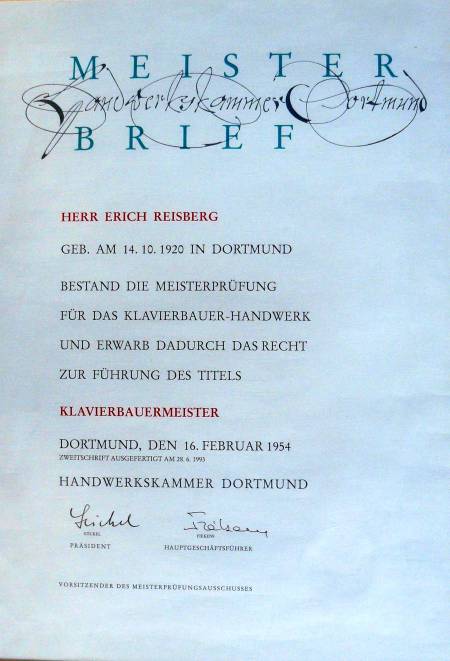 MEISTER
Handwerkskammer Dortmund
BRIEF
HERR ERICH REISBERG
GEB. AM 14. 10. 1920 IN DORTMUND
BESTAND DIE MEISTERPRÜFUNG
FÜR DAS KLAVIERBAUER-HANDWERK
UND ERWARB DADURCH DAS RECHT
ZUR FÜHRUNG DES TITELS
KLAVIERBAUERMEISTER
DORTMUND, DEN 16. FEBRUAR 1954
ZWEITSCHRIFT AUSGEFERTIGT AM 28. 6. 1993
HANDWERKSKAMMER DORTMUND
PRÄSIDENT HAUPTGESCHÄFTSFÜHRER
VORSITZENDER DES MEISTERPRÜFUNGSAUSSCHUSSES